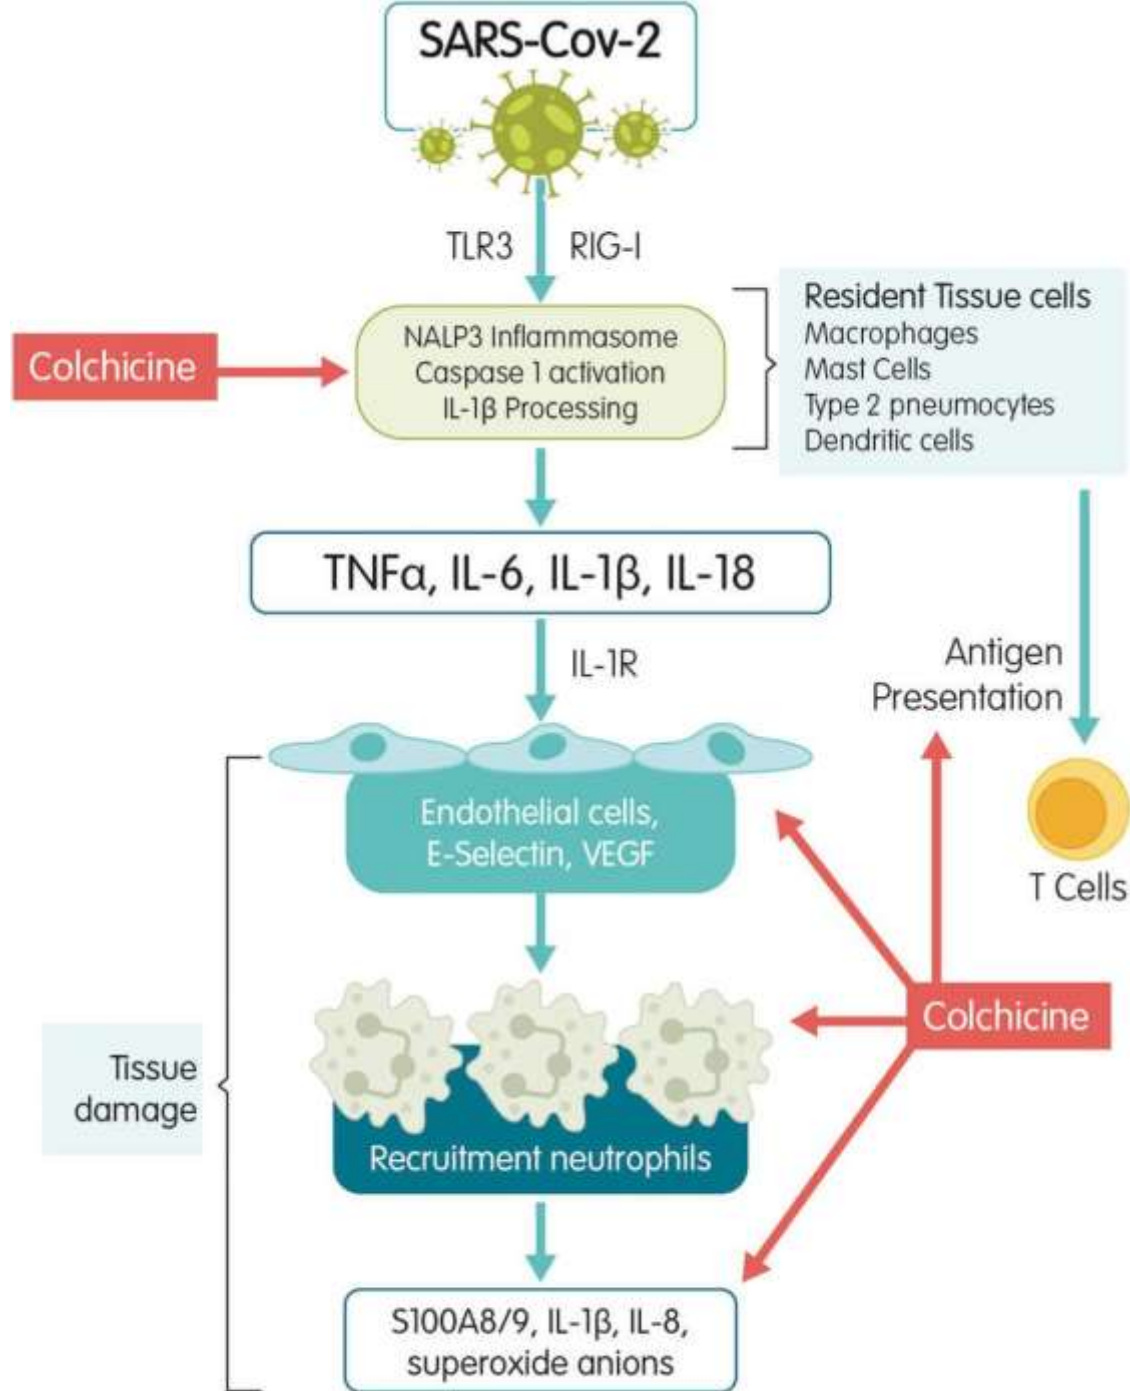 SARS-Cov-2
TLR3
RIG-I
Colchicine
NALP3 Inflammasome
Caspase 1 activation
IL-1β Processing
Resident Tissue cells
Macrophages
Mast Cells
Type 2 pneumocytes
Dendritic cells
TNFα, IL-6, IL-1β, IL-18
IL-1R
Antigen
Presentation
Endothelial cells,
E-Selectin, VEGF
T Cells
Colchicine
Tissue
damage
Recruitment neutrophils
S100A8/9, IL-1β, IL-8,
superoxide anions